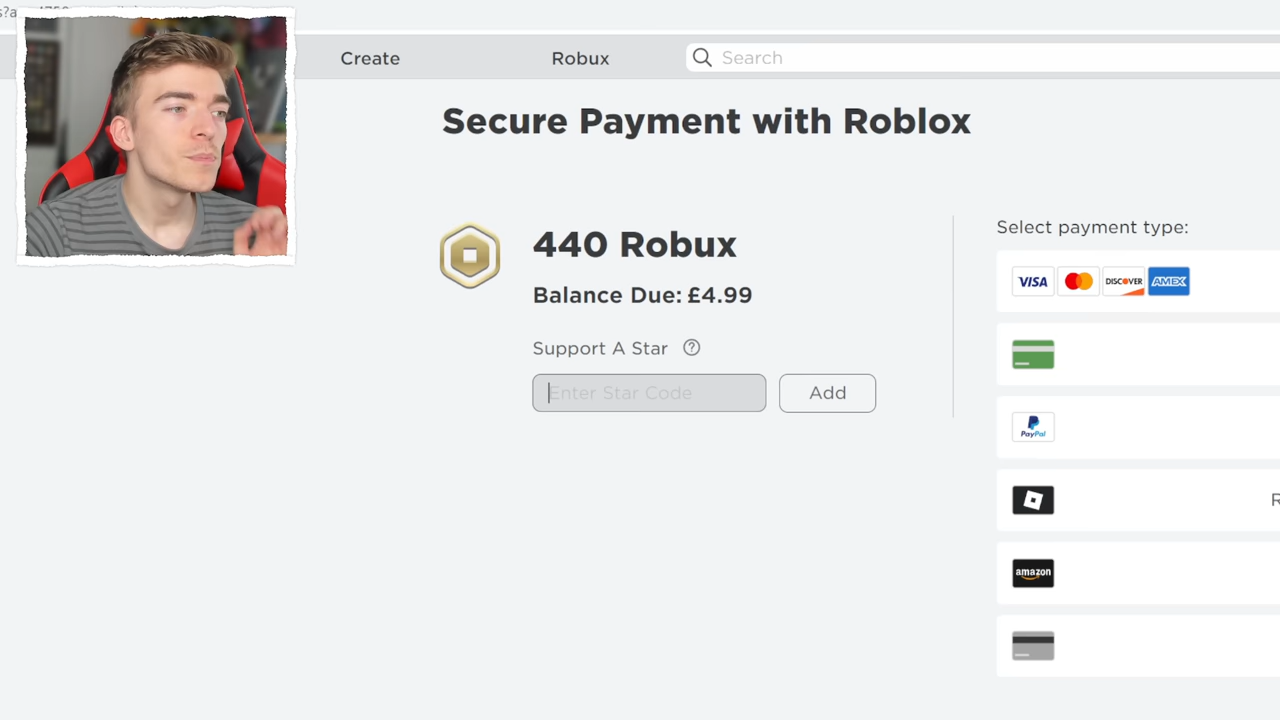 Create
Robux
Search
Secure Payment with Roblox
440 Robux
Balance Due: £4.99
Support A Star ?
Enter Star Code
Add
Select payment type:
VISA
DISCOVER
AMEX
PayPal
R
amazon